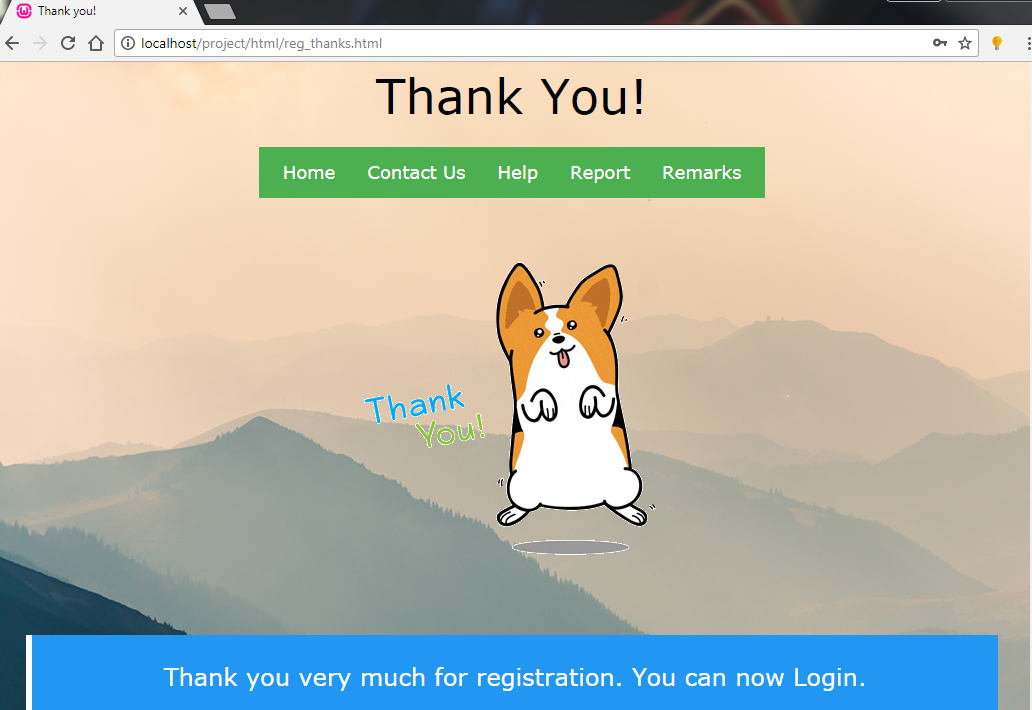 Thank you!
localhost/project/html/reg_thanks.html
Thank You!
Home Contact Us Help Report Remarks
Thank
You!
Thank you very much for registration. You can now Login.